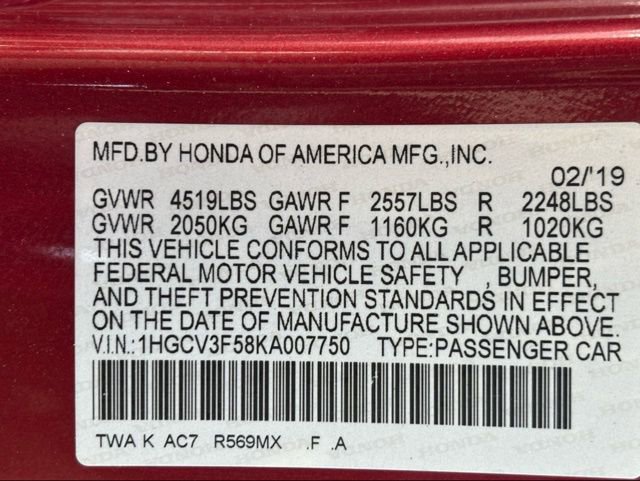 MFD.BY HONDA OF AMERICA MFG.,INC.
02/'19
GVWR 4519LBS GAWR F 2557LBS R 2248LBS
GVWR 2050KG GAWR F 1160KG R 1020KG
THIS VEHICLE CONFORMS TO ALL APPLICABLE
FEDERAL MOTOR VEHICLE SAFETY , BUMPER,
AND THEFT PREVENTION STANDARDS IN EFFECT
ON THE DATE OF MANUFACTURE SHOWN ABOVE.
V.I.N.:1HGCV3F58KA007750 TYPE:PASSENGER CAR
TWA K AC7 R569MX .F .A